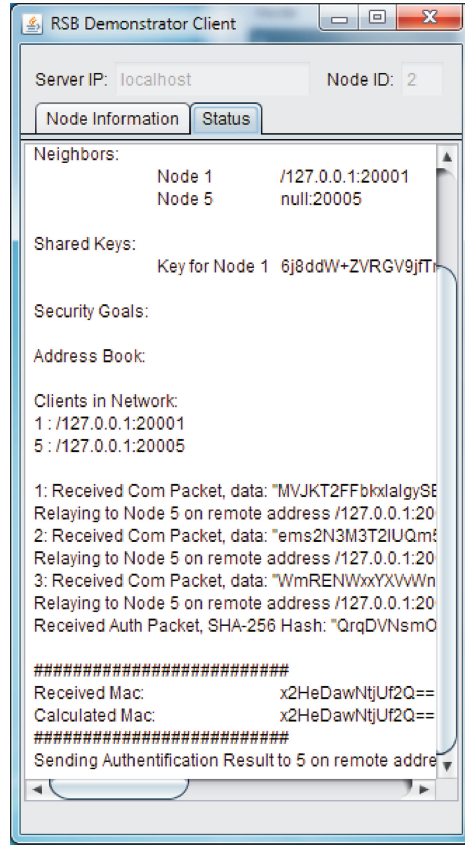 RSB Demonstrator Client
Server IP: localhost Node ID: 2
Node Information Status
Neighbors:
Node 1 /127.0.0.1:20001
Node 5 null:20005
Shared Keys:
Key for Node 1 6j8ddW+ZVRGV9jfTr
Security Goals:
Address Book:
Clients in Network:
1 : /127.0.0.1:20001
5 : /127.0.0.1:20005
1: Received Com Packet, data: "MVJKT2FFbkxlalgySE
Relaying to Node 5 on remote address /127.0.0.1:20
2: Received Com Packet, data: "ems2N3M3T2lUQm5
Relaying to Node 5 on remote address /127.0.0.1:20
3: Received Com Packet, data: "WmRENWxxYXVvWn
Relaying to Node 5 on remote address /127.0.0.1:20
Received Auth Packet, SHA-256 Hash: "QrqDVNsmO
##########################
Received Mac: x2HeDawNtjUf2Q==
Calculated Mac: x2HeDawNtjUf2Q==
##########################
Sending Authentification Result to 5 on remote addre